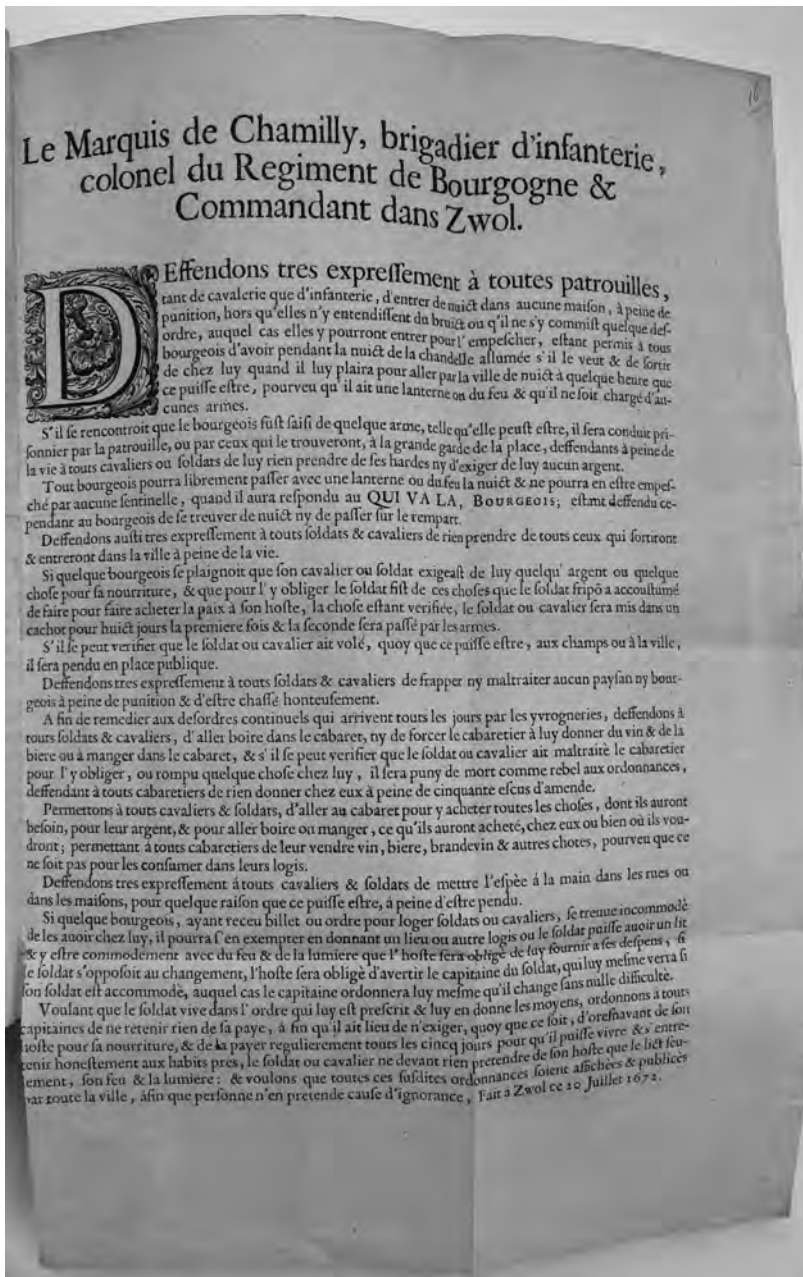 16
Le Marquis de Chamilly, brigadier d'infanterie,
colonel du Regiment de Bourgogne &
Commandant dans Zwol.
DEffendons tres expreſſement à toutes patrouilles,
tant de cavalerie que d'infanterie, d'entrer de nuict dans aucune maiſon, à peine de
punition, hors qu'elles n'y entendiſſent du bruict ou q'il ne s'y commiſt quelque deſ-
ordre, auquel cas elles y pourront entrer pour l'empeſcher, eſtant permis à tous
bourgeois d'avoir pendant la nuict de la chandelle allumée s'il le veut & de ſortir
de chez luy quand il luy plaira pour aller par la ville de nuict à quelque heure que
ce puiſſe eſtre, pourveu qu'il ait une lanterne ou du feu & qu'il ne ſoit chargé d'au-
cunes armes.
S'il ſe rencontroit que le bourgeois fuſt ſaiſi de quelque arme, telle qu'elle peuſt eſtre, il ſera conduit pri-
ſonnier par la patrouille, ou par ceux qui le trouveront, à la grande garde de la place, deffendants à peine de
la vie à touts cavaliers ou ſoldars de luy rien prendre de ſes hardes ny d'exiger de luy aucun argent.
Tout bourgeois pourra librement paſſer avec une lanterne ou du feu la nuict & ne pourra en eſtre empeſ-
ché par aucune ſentinelle, quand il aura reſpondu au QUI VA LA, BOURGEOIS; eſtant deffendu ce-
pendant au bourgeois de ſe treuver de nuict ny de paſſer ſur le rempart.
Deffendons auſti tres expreſſement à touts ſoldats & cavaliers de rien prendre de touts ceux qui ſortiront
& entreront dans la ville à peine de la vie.
Si quelque bourgeois ſe plaignoit que ſon cavalier ou ſoldat exigeaſt de luy quelqu' argent ou quelque
choſe pour ſa nourriture, & que pour l'y obliger le ſoldat fiſt de ces choſes que le ſoldat fripõ a accouſtumé
de faire pour faire acheter la paix à ſon hoſte, la choſe eſtant verifiée, le ſoldat ou cavalier ſera mis dans un
cachot pour huict jours la premiere fois & la ſeconde ſera paſſé par les armes.
S'il ſe peut verifier que le ſoldat ou cavalier ait volé, quoy que ce puiſſe eſtre, aux champs ou à la ville,
il ſera pendu en place publique.
Deffendons tres expreſſement à touts ſoldats & cavaliers de frapper ny maltraiter aucun payſan ny bour-
geois à peine de punition & d'eſtre chaſſé honteuſement.
A fin de remedier aux deſordres continuels qui arrivent touts les jours par les yvrogneries, deffendons à
touts ſoldats & cavaliers, d'aller boire dans le cabaret, ny de forcer le cabaretier à luy donner du vin & de la
biere ou à manger dans le cabaret, & s'il ſe peut verifier que le ſoldat ou cavalier ait maltraitè le cabaretier
pour l'y obliger, ou rompu quelque choſe chez luy, il ſera puny de mort comme rebel aux ordonnances,
deffendant à touts cabaretiers de rien donner chez eux à peine de cinquante eſcus d'amende.
Permettons à touts cavaliers & ſoldats, d'aller au cabaret pour y acheter toutes les choſes, dont ils auront
beſoin, pour leur argent, & pour aller boire ou manger, ce qu'ils auront acheté, chez eux ou bien où ils vou-
dront; permettant à touts cabaretiers de leur vendre vin, biere, brandevin & autres choſes, pourveu que ce
ne ſoit pas pour les conſumer dans leurs logis.
Deffendons tres expreſſement á touts cavaliers & ſoldats de mettre l'eſpèe á la main dans les rues ou
dans les maiſons, pour quelque raiſon que ce puiſſe eſtre, à peine d'eſtre pendu.
Si quelque bourgeois, ayant receu billet ou ordre pour loger ſoldats ou cavaliers, ſe treuue incommodè
de les auoir chez luy, il pourra ſ'en exempter en donnant un lieu ou autre logis ou le ſoldat puiſſe auoir un lit
& y eſtre commodement avec du feu & de la lumiere que l'hoſte ſera obligè de luy fournir a ſes deſpens, ſi
le ſoldat s'oppoſoit au changement, l'hoſte ſera obligè d'avertir le capitaine du ſoldat, qui luy meſme verra ſi
ſon ſoldat eſt accommodè, auquel cas le capitaine ordonnera luy meſme qu'il change ſans nulle difficulté.
Voulant que le ſoldat vive dans l'ordre qui luy eſt preſcrit & luy en donne les moyens, ordonnons à touts
capitaines de ne retenir rien de ſa paye, à fin qu'il ait lieu de n'exiger, quoy que ce ſoit, d'oreſnavant de ſon
hoſte pour ſa nourriture, & de la payer regulierement touts les cincq jours pour qu'il puiſſe vivre & s'entre-
tenir honeſtement aux habits pres, le ſoldat ou cavalier ne devant rien pretendre de ſon hoſte que le lict ſeu-
lement, ſon feu & la lumiere: & voulons que toutes ces ſuſdites ordonnances ſoient affichèes & publièes
par toute la ville, áfin que perſonne n'en pretende cauſe d'ignorance, Fait à Zwol ce 20 Juillet 1672.